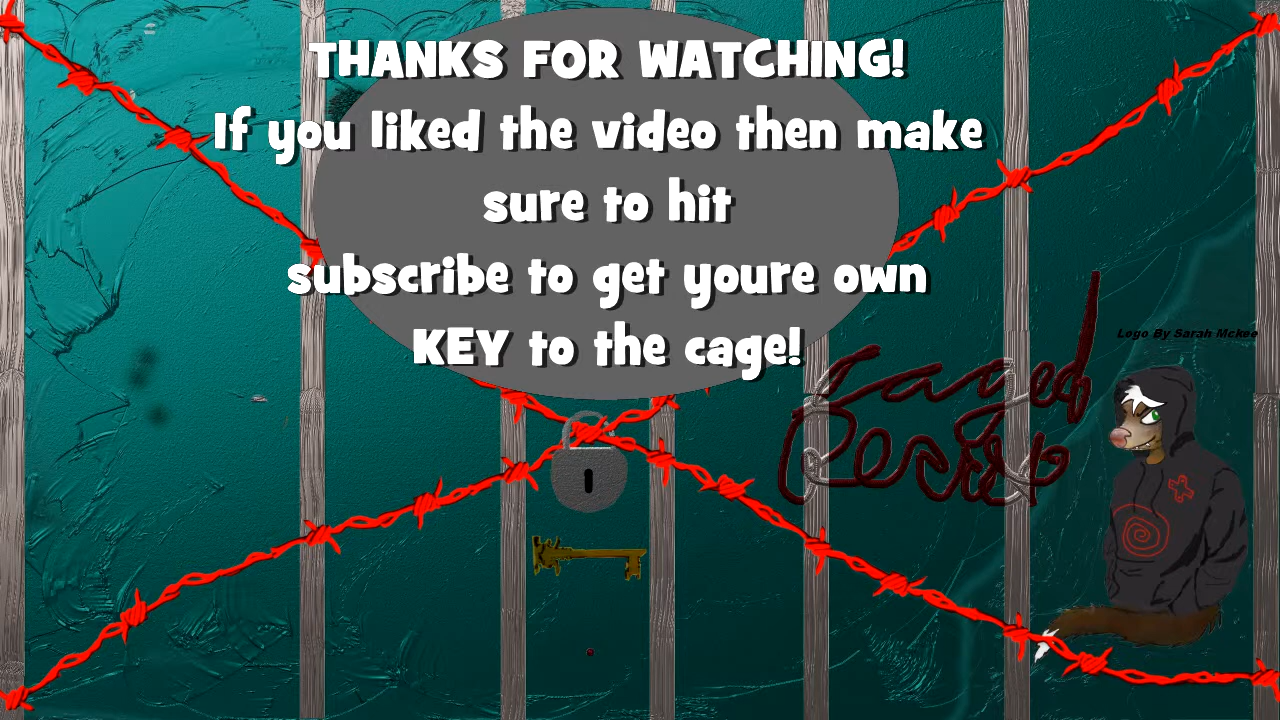 THANKS FOR WATCHING!
If you liked the video then make
sure to hit
subscribe to get youre own
KEY to the cage!
Logo By Sarah Mckee
Caged